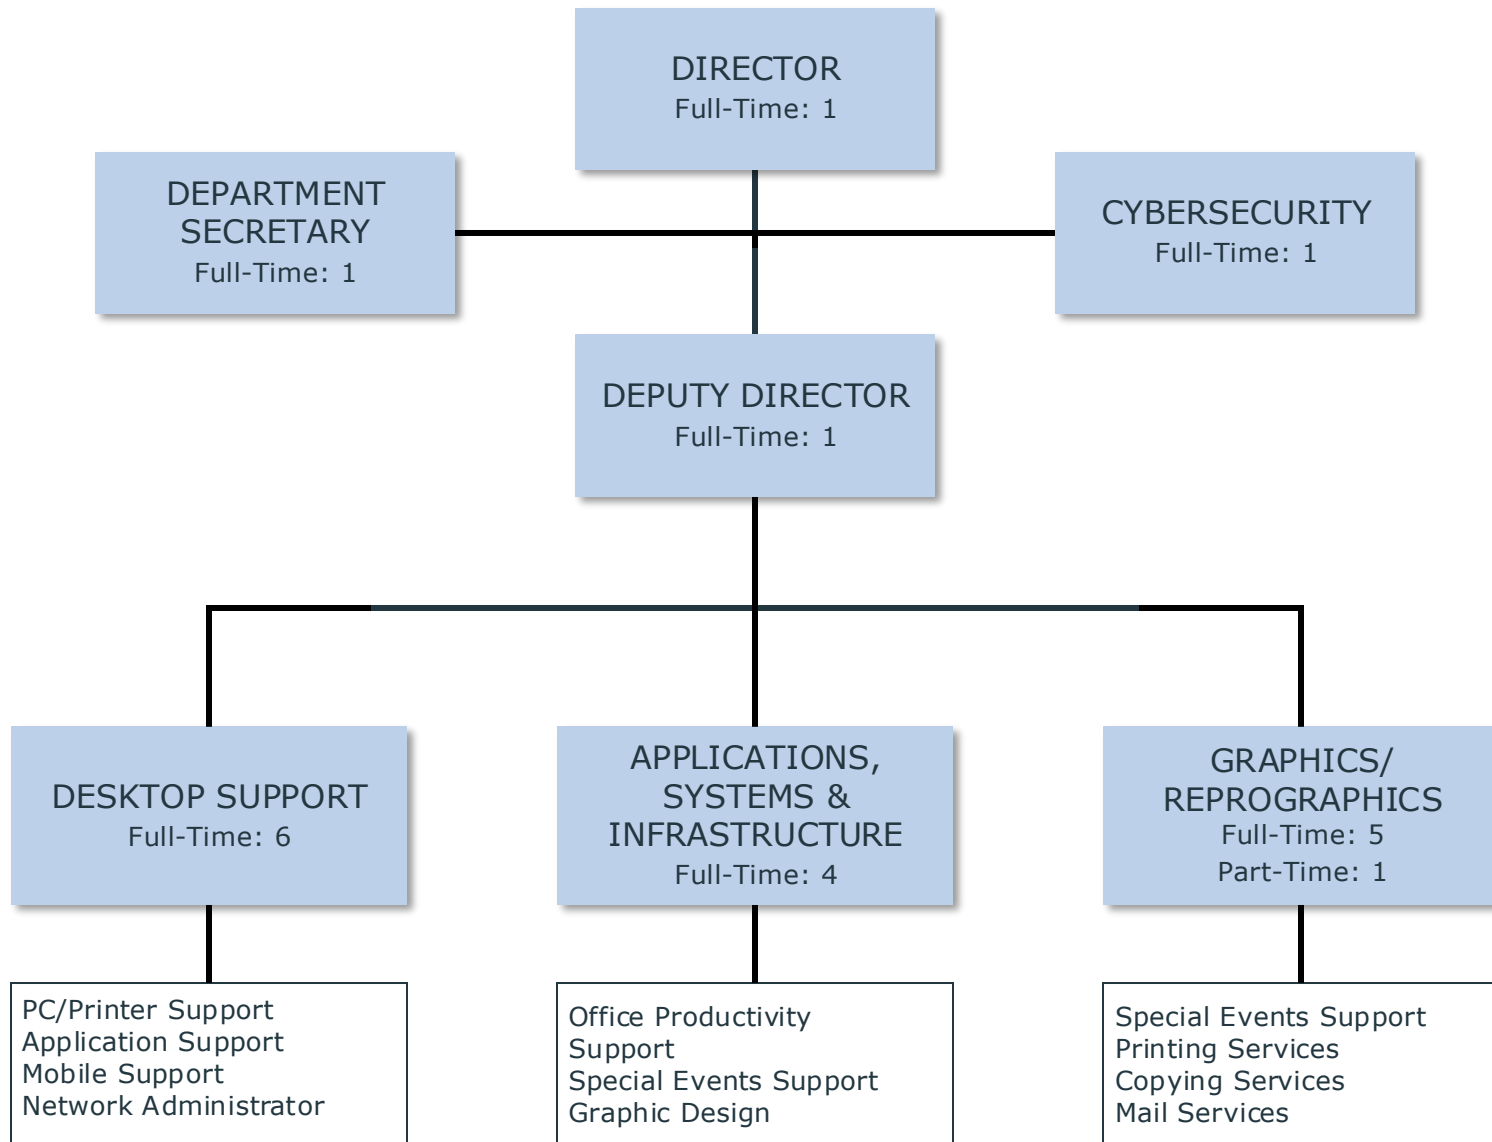 DIRECTOR
Full-Time: 1
DEPARTMENT
SECRETARY
Full-Time: 1
CYBERSECURITY
Full-Time: 1
DEPUTY DIRECTOR
Full-Time: 1
DESKTOP SUPPORT
Full-Time: 6
APPLICATIONS,
SYSTEMS &
INFRASTRUCTURE
Full-Time: 4
GRAPHICS/
REPROGRAPHICS
Full-Time: 5
Part-Time: 1
PC/Printer Support
Application Support
Mobile Support
Network Administrator
Office Productivity
Support
Special Events Support
Graphic Design
Special Events Support
Printing Services
Copying Services
Mail Services